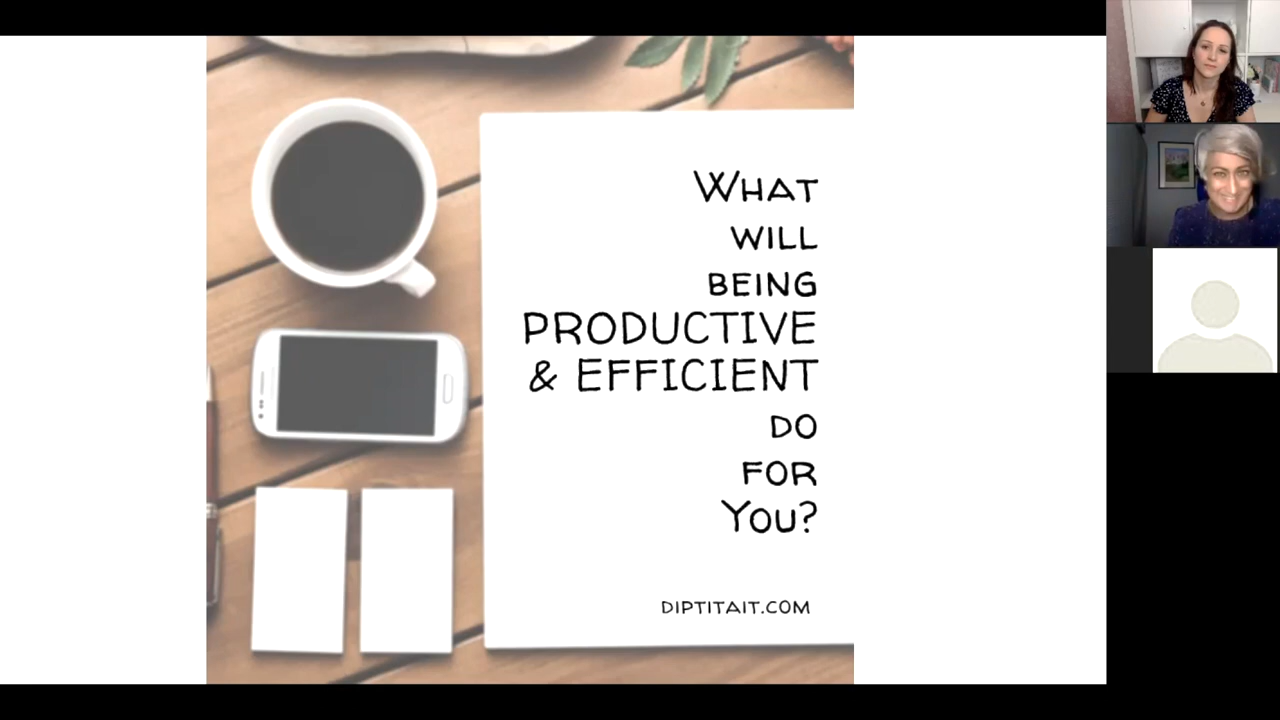 What
will
being
PRODUCTIVE
& EFFICIENT
do
for
You?
DIPTITAIT.COM